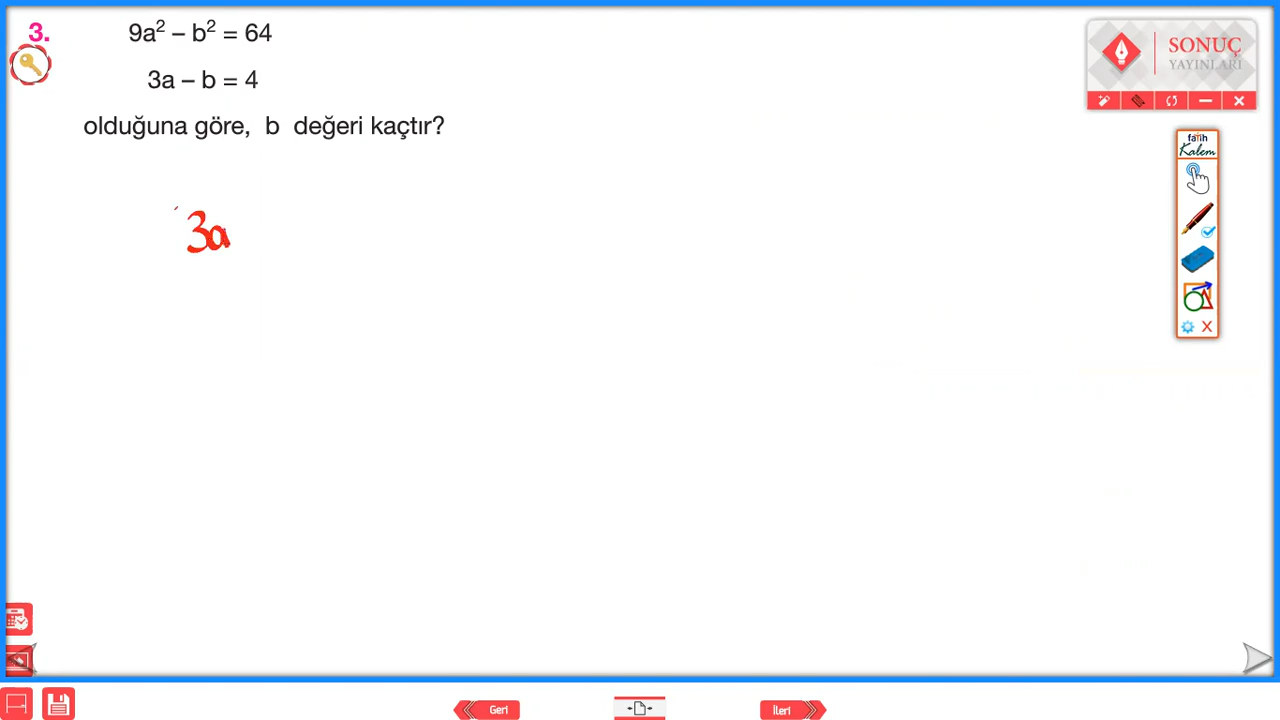 3. 9a² – b² = 64
3a – b = 4
olduğuna göre, b değeri kaçtır?
3a
SONUÇ
YAYINLARI
fatih
Kalem
Geri
İleri